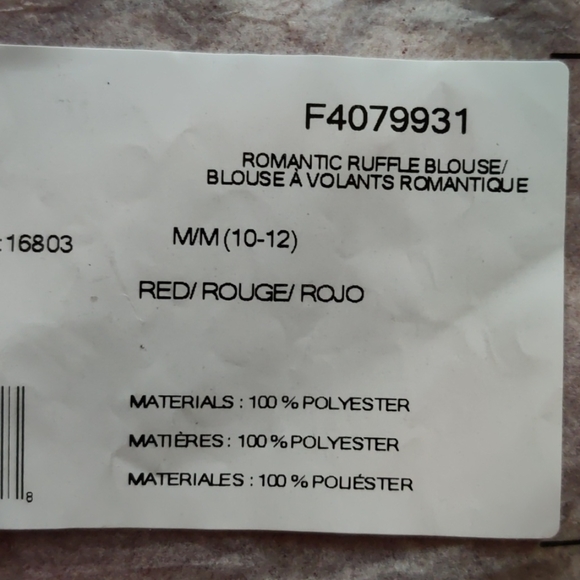 F4079931
ROMANTIC RUFFLE BLOUSE/
BLOUSE À VOLANTS ROMANTIQUE
:16803
M/M (10-12)
RED/ ROUGE/ ROJO
MATERIALS : 100 % POLYESTER
MATIÈRES : 100 % POLYESTER
MATERIALES : 100 % POLIÉSTER
8